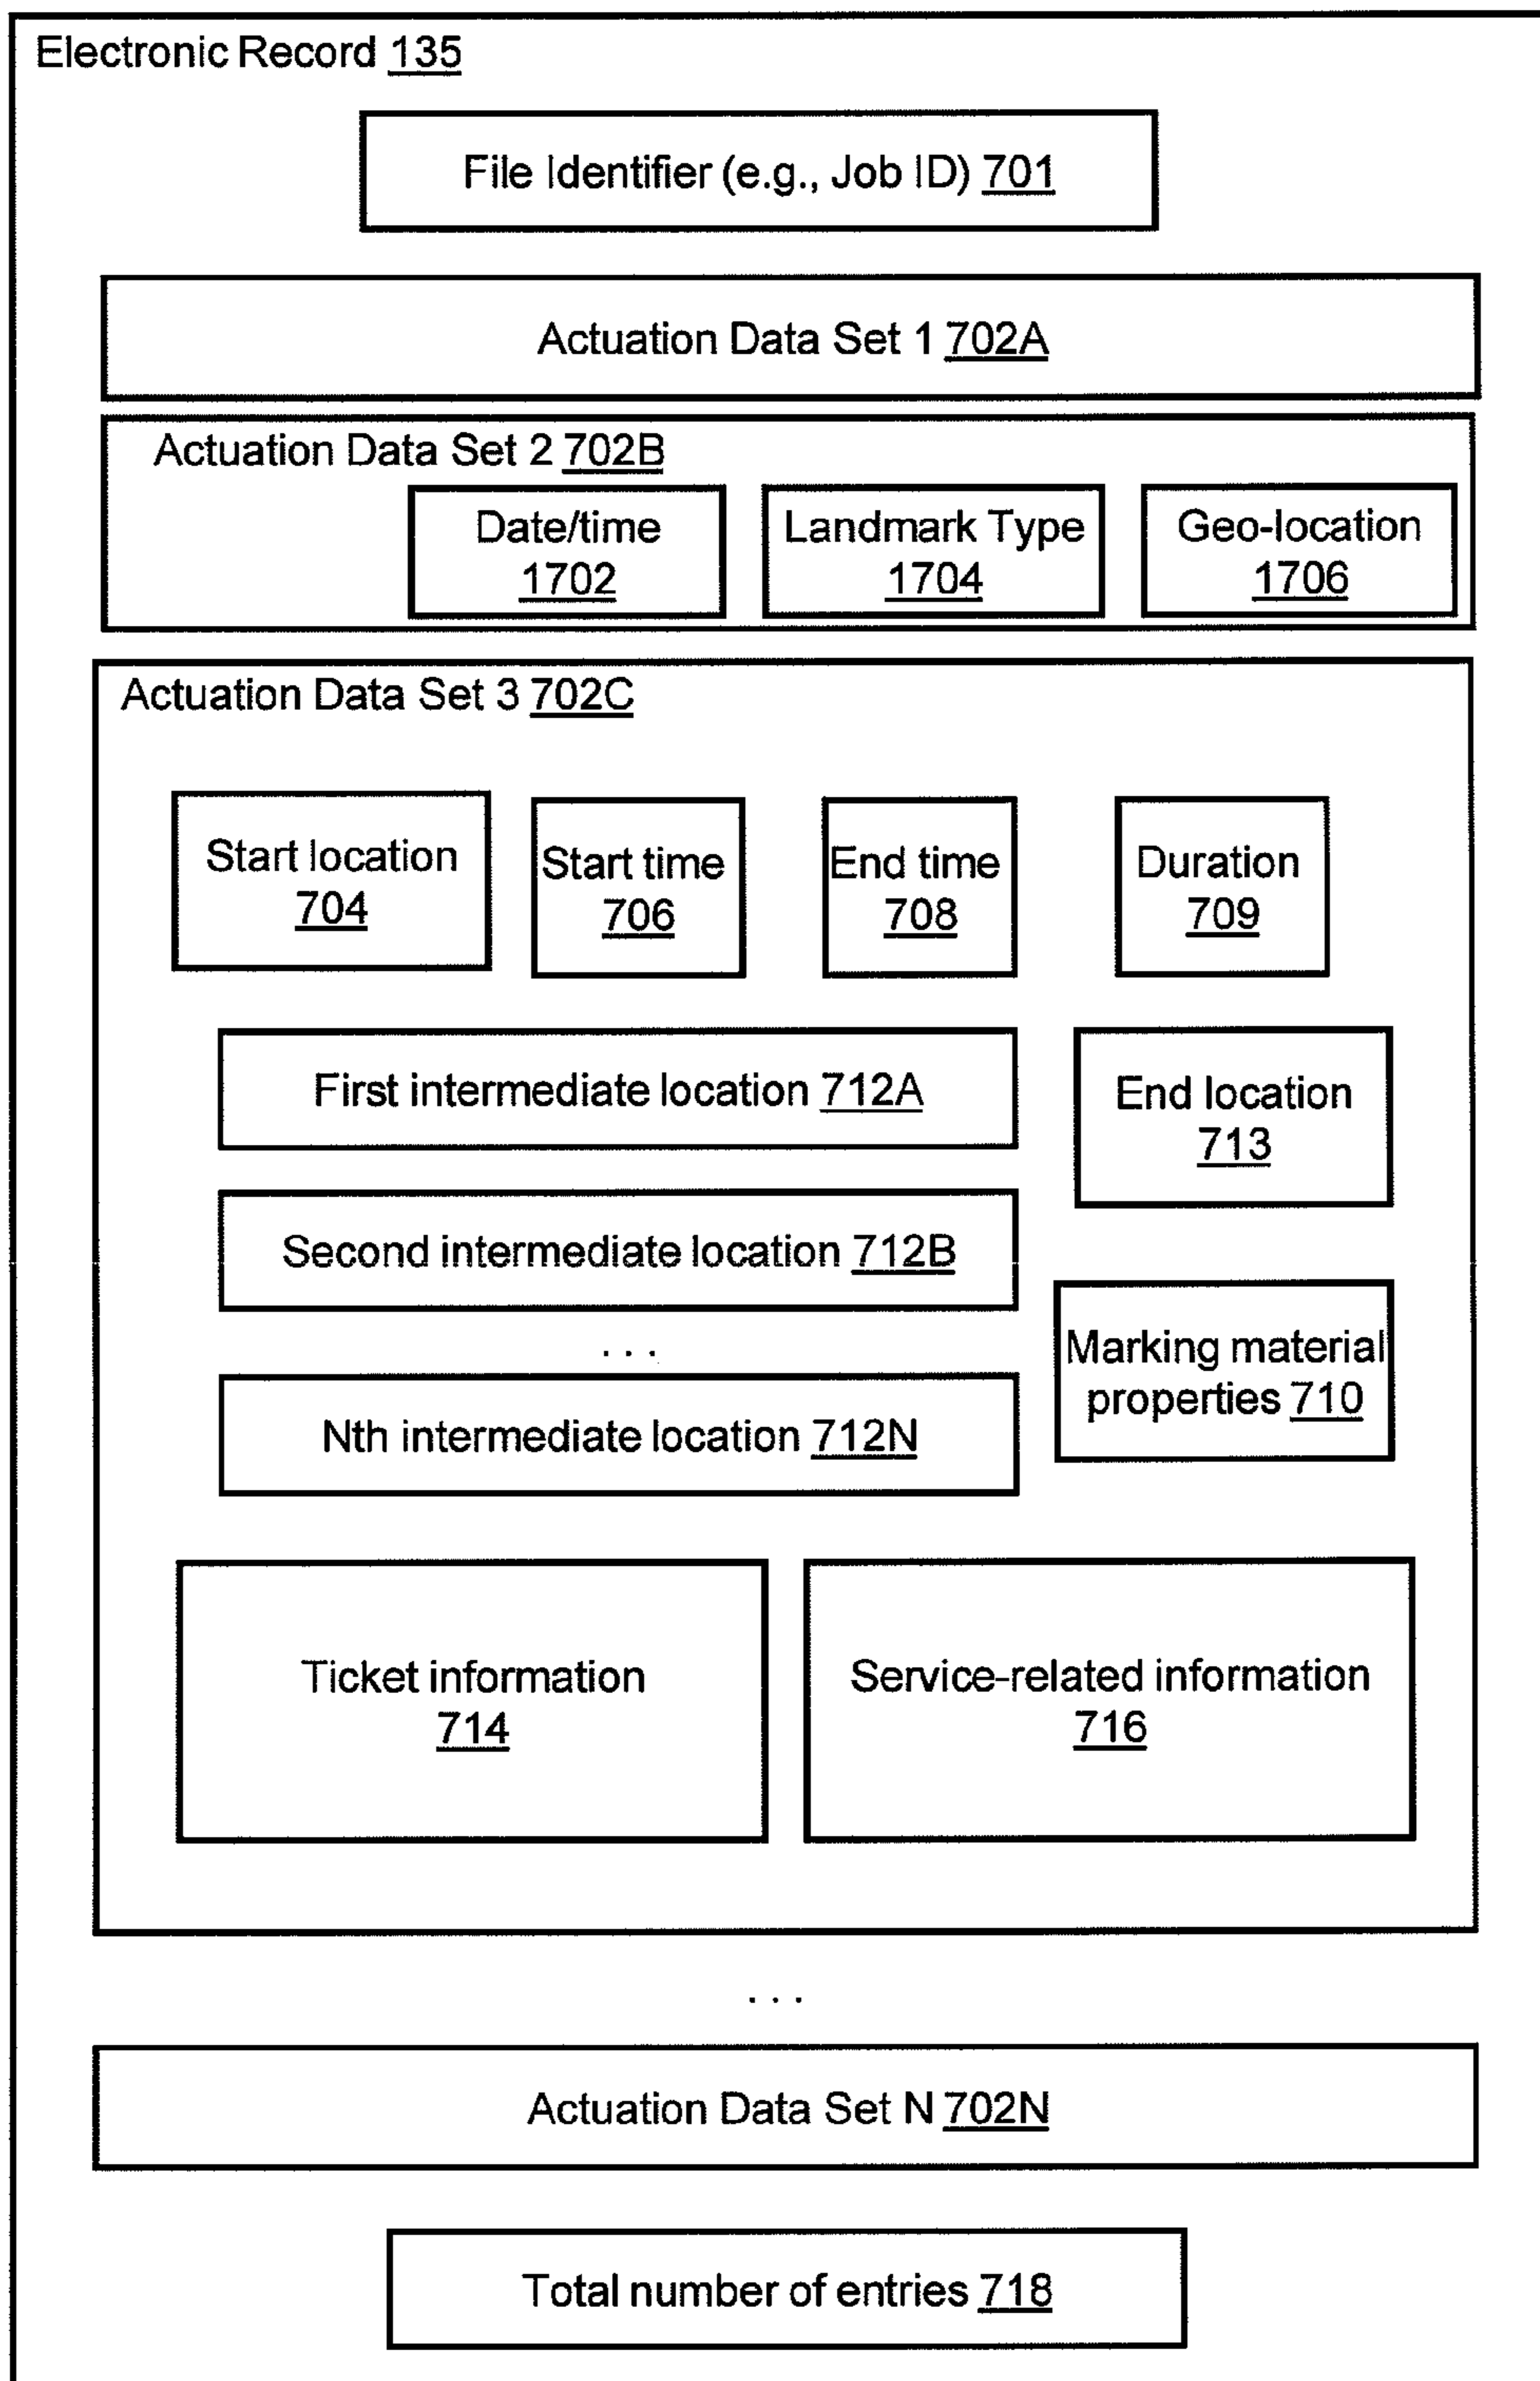 Electronic Record 135
File Identifier (e.g., Job ID) 701
Actuation Data Set 1 702A
Actuation Data Set 2 702B
Date/time
1702
Landmark Type
1704
Geo-location
1706
Actuation Data Set 3 702C
Start location
704
Start time
706
End time
708
Duration
709
First intermediate location 712A
End location
713
Second intermediate location 712B
. . .
Marking material
properties 710
Nth intermediate location 712N
Ticket information
714
Service-related information
716
. . .
Actuation Data Set N 702N
Total number of entries 718